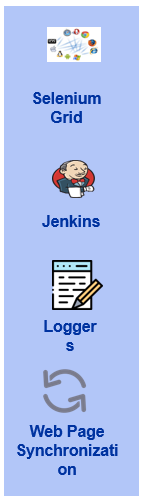 Selenium
Grid
Jenkins
Logger
s
Web Page
Synchronizati
on